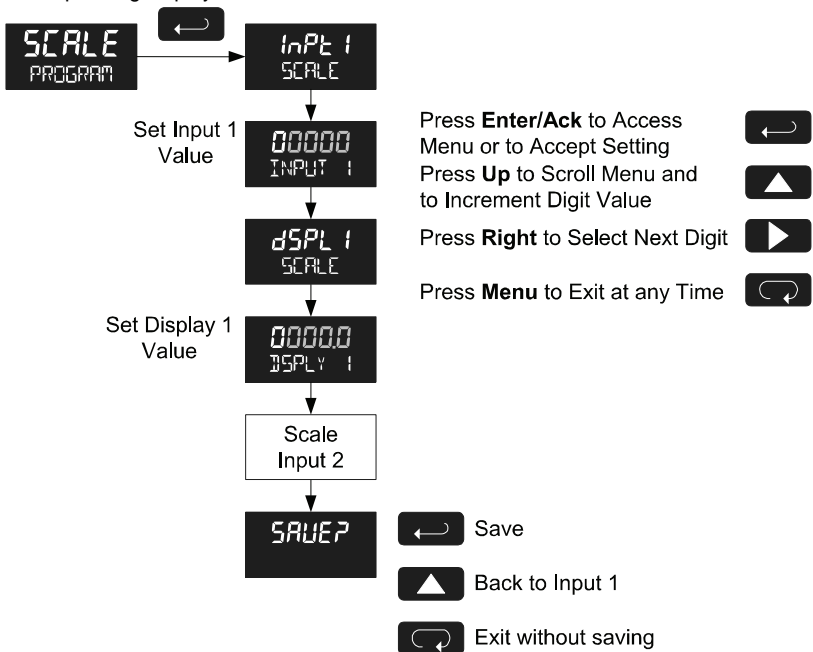 SCALE
PROGRAM
InPt 1
SCALE
Set Input 1
Value
00000
INPUT 1
dSPL 1
SCALE
Set Display 1
Value
0000.0
DSPLY 1
Scale
Input 2
SAVE?
Press Enter/Ack to Access
Menu or to Accept Setting
Press Up to Scroll Menu and
to Increment Digit Value
Press Right to Select Next Digit
Press Menu to Exit at any Time
Save
Back to Input 1
Exit without saving